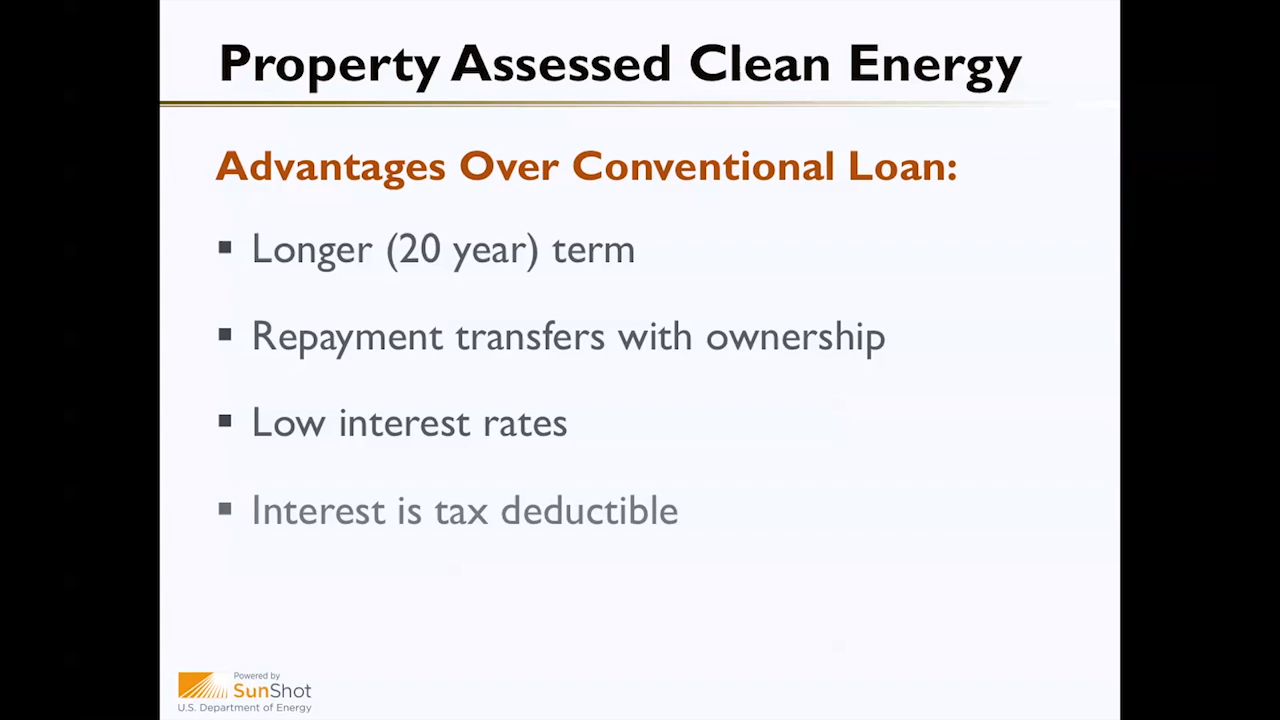 Property Assessed Clean Energy
Advantages Over Conventional Loan:
▪ Longer (20 year) term
▪ Repayment transfers with ownership
▪ Low interest rates
▪ Interest is tax deductible
Powered by
SunShot
U.S. Department of Energy